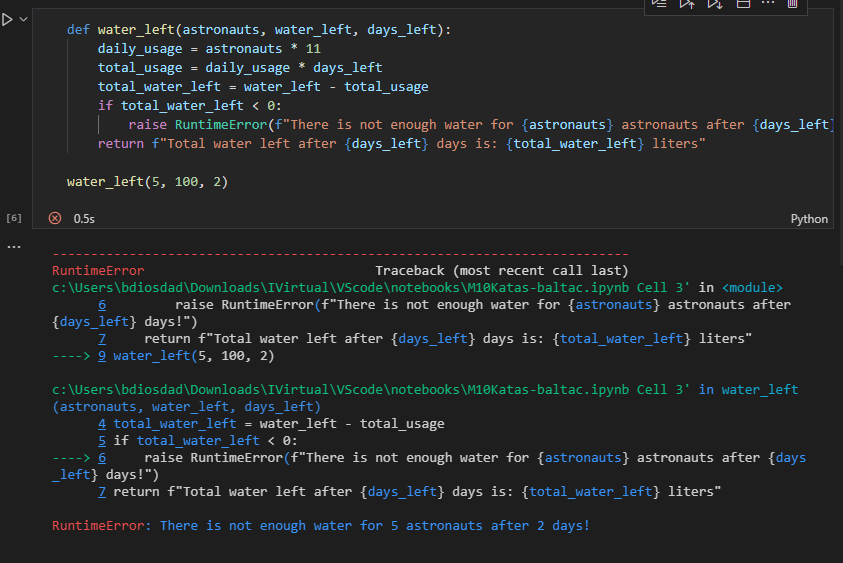 def water_left(astronauts, water_left, days_left):
    daily_usage = astronauts * 11
    total_usage = daily_usage * days_left
    total_water_left = water_left - total_usage
    if total_water_left < 0:
        raise RuntimeError(f"There is not enough water for {astronauts} astronauts after {days_left}
    return f"Total water left after {days_left} days is: {total_water_left} liters"
water_left(5, 100, 2)
[6] 0.5s Python
...
---------------------------------------------------------------------------
RuntimeError                              Traceback (most recent call last)
c:\Users\bdiosdad\Downloads\IVirtual\VScode\notebooks\M10Katas-baltac.ipynb Cell 3' in <module>
      6         raise RuntimeError(f"There is not enough water for {astronauts} astronauts after
{days_left} days!")
      7     return f"Total water left after {days_left} days is: {total_water_left} liters"
----> 9 water_left(5, 100, 2)
c:\Users\bdiosdad\Downloads\IVirtual\VScode\notebooks\M10Katas-baltac.ipynb Cell 3' in water_left
(astronauts, water_left, days_left)
      4 total_water_left = water_left - total_usage
      5 if total_water_left < 0:
----> 6     raise RuntimeError(f"There is not enough water for {astronauts} astronauts after {days
_left} days!")
      7 return f"Total water left after {days_left} days is: {total_water_left} liters"
RuntimeError: There is not enough water for 5 astronauts after 2 days!